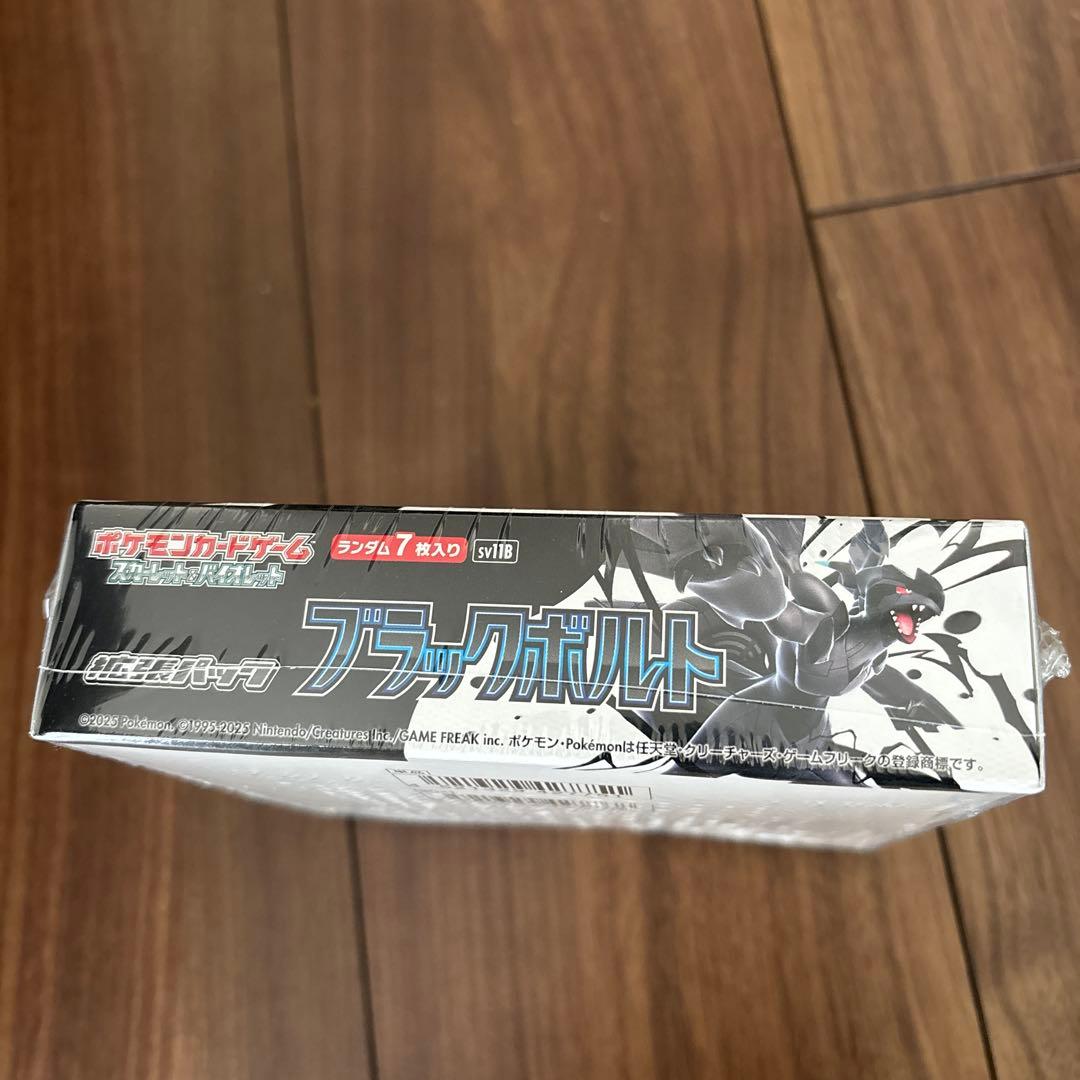 ポケモンカードゲーム
スカーレット&バイオレット
ランダム7枚入り
SV11B
拡張パック
ブラックボルト
©2025 Pokémon. ©1995-2025 Nintendo/Creatures Inc./GAME FREAK inc. ポケモン・Pokémonは任天堂・クリーチャーズ・ゲームフリークの登録商標です。